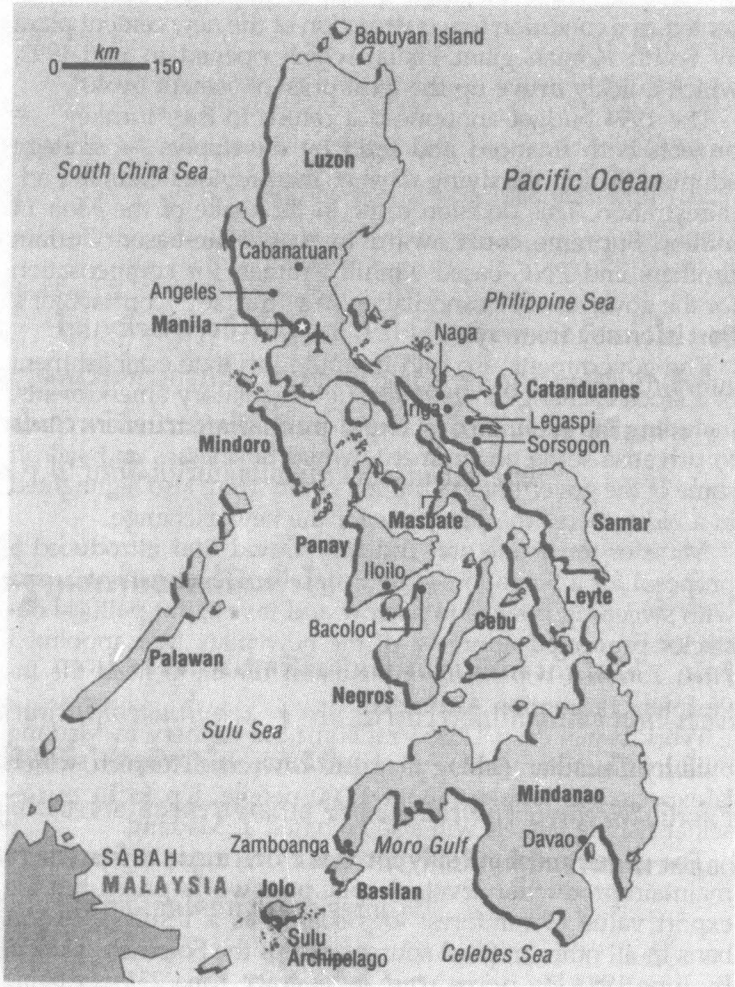 Babuyan Island
km
0 150
South China Sea
Luzon
Pacific Ocean
Cabanatuan
Angeles
Philippine Sea
Manila
Naga
Catanduanes
Iriga
Legaspi
Sorsogon
Mindoro
Masbate
Samar
Panay
Iloilo
Leyte
Bacolod
Cebu
Palawan
Negros
Sulu Sea
Mindanao
Zamboanga
Moro Gulf
Davao
SABAH
MALAYSIA
Jolo
Basilan
Sulu
Archipelago
Celebes Sea